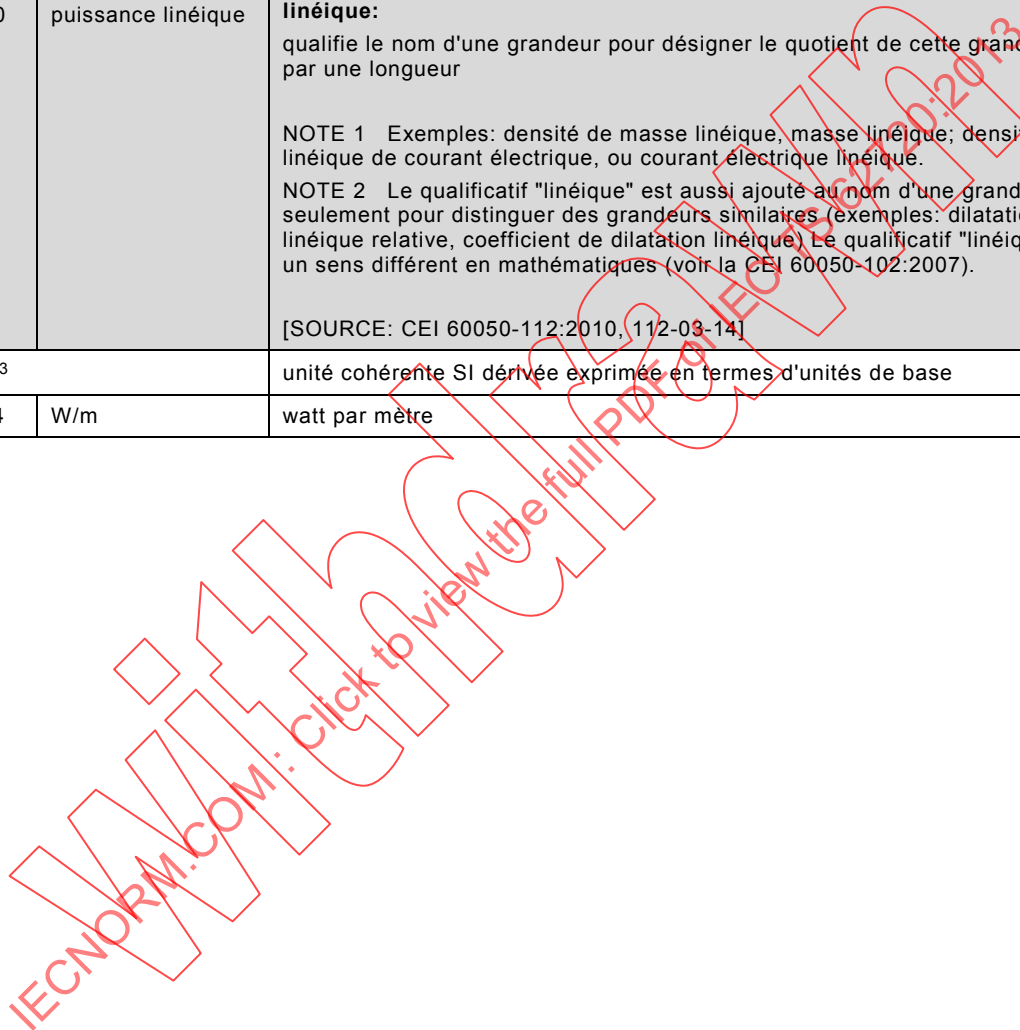 0 puissance linéique linéique:
qualifie le nom d'une grandeur pour désigner le quotient de cette grand
par une longueur
NOTE 1 Exemples: densité de masse linéique, masse linéique; densit
linéique de courant électrique, ou courant électrique linéique.
NOTE 2 Le qualificatif "linéique" est aussi ajouté au nom d'une grand
seulement pour distinguer des grandeurs similaires (exemples: dilatatio
linéique relative, coefficient de dilatation linéique) Le qualificatif "linéiq
un sens différent en mathématiques (voir la CEI 60050-102:2007).
[SOURCE: CEI 60050-112:2010, 112-03-14]
3 unité cohérente SI dérivée exprimée en termes d'unités de base
4 W/m watt par mètre
withdrawn
IECNORM.COM : Click to view the full PDF of IEC TS 62720:2013